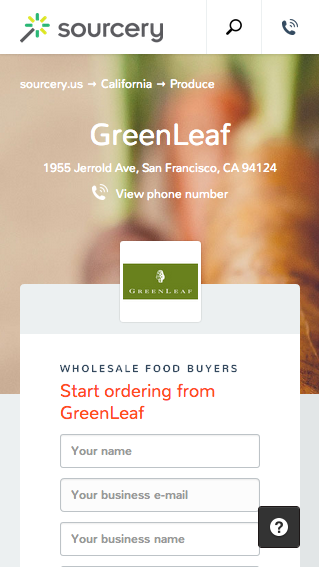 sourcery
sourcery.us → California → Produce
GreenLeaf
1955 Jerrold Ave, San Francisco, CA 94124
View phone number
GREENLEAF
WHOLESALE FOOD BUYERS
Start ordering from
GreenLeaf
Your name
Your business e-mail
Your business name
?